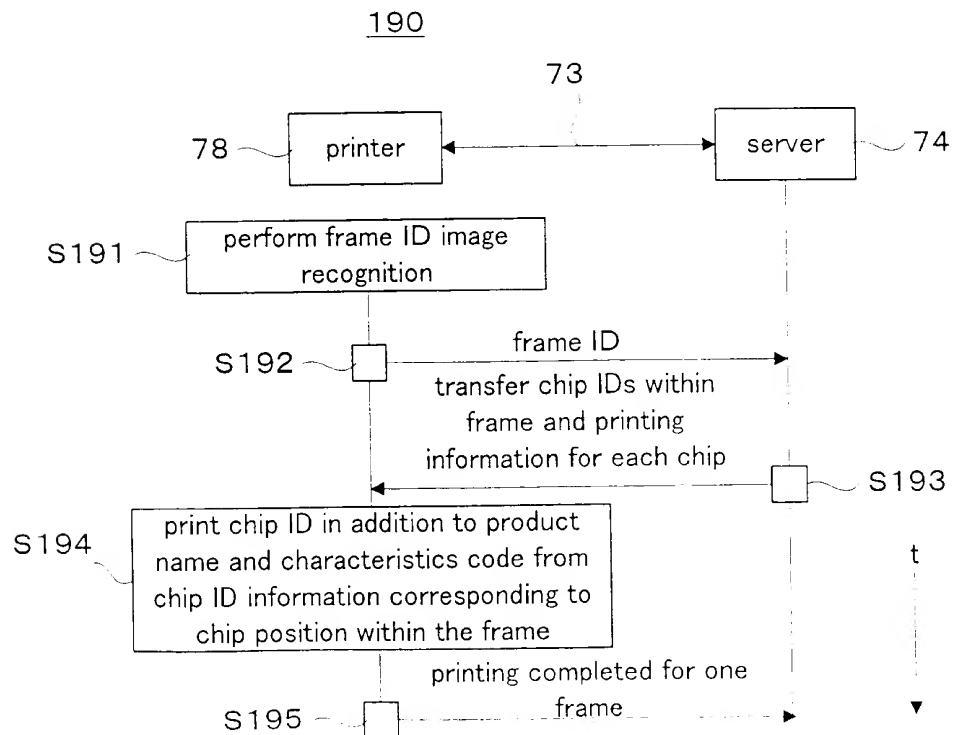 190
73
78
printer
server
74
S191
perform frame ID image
recognition
S192
frame ID
transfer chip IDs within
frame and printing
information for each chip
S193
S194
print chip ID in addition to product
name and characteristics code from
chip ID information corresponding to
chip position within the frame
t
printing completed for one
frame
S195